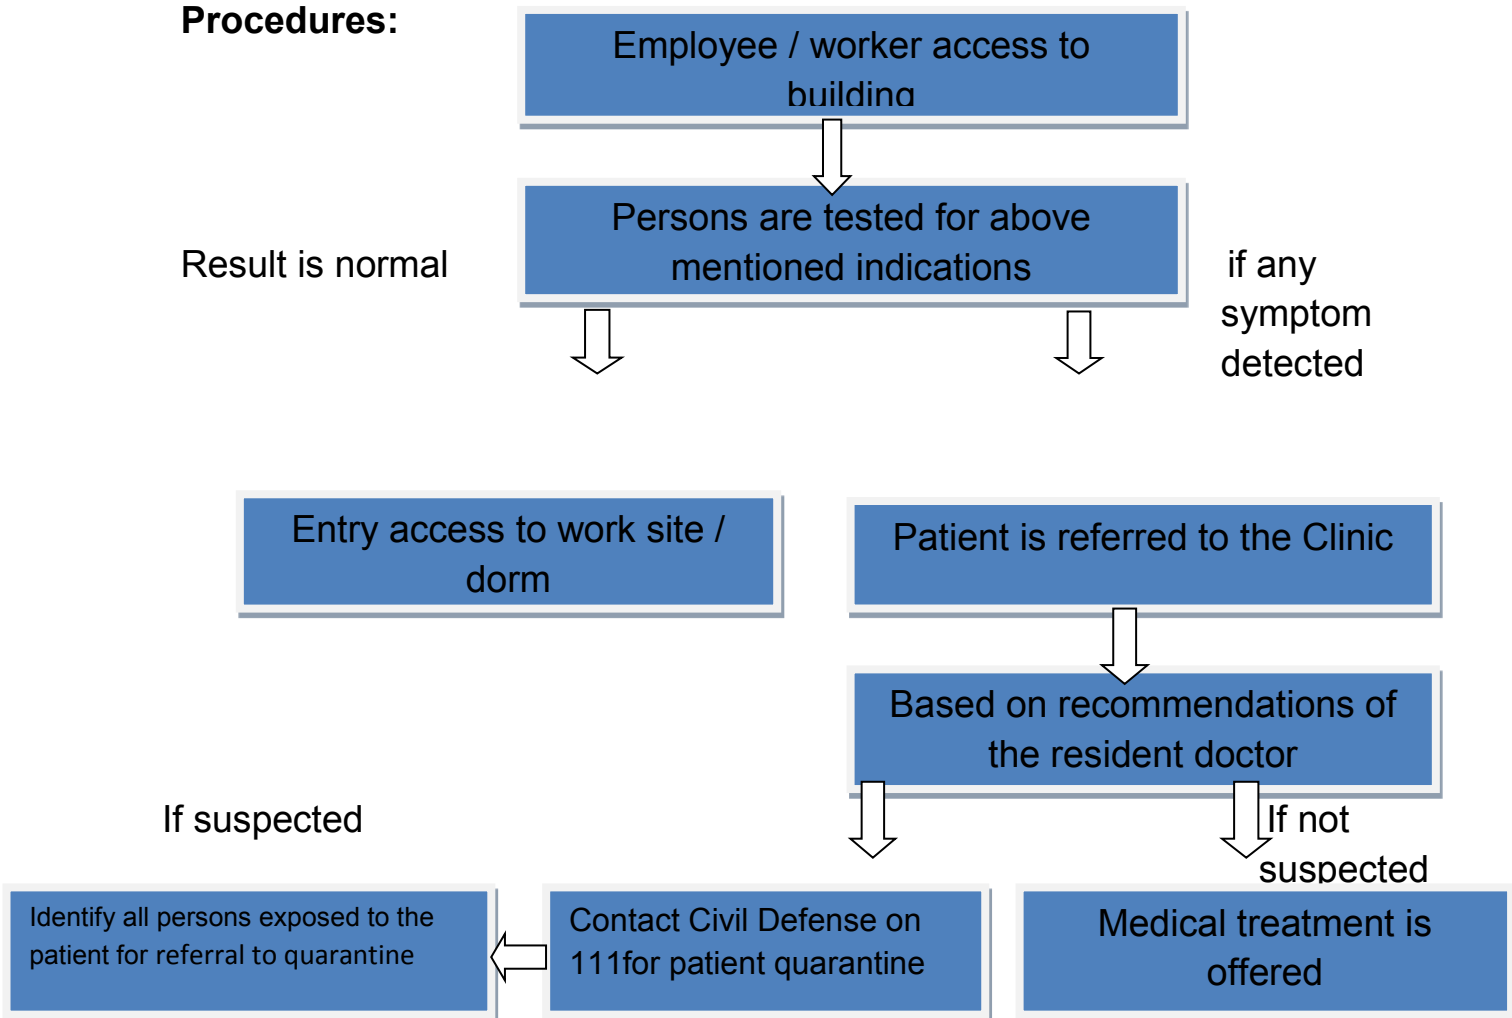 Procedures:
Employee / worker access to
building
Persons are tested for above
mentioned indications
Result is normal
if any
symptom
detected
Entry access to work site /
dorm
Patient is referred to the Clinic
Based on recommendations of
the resident doctor
If suspected
If not
suspected
Identify all persons exposed to the
patient for referral to quarantine
Contact Civil Defense on
111for patient quarantine
Medical treatment is
offered